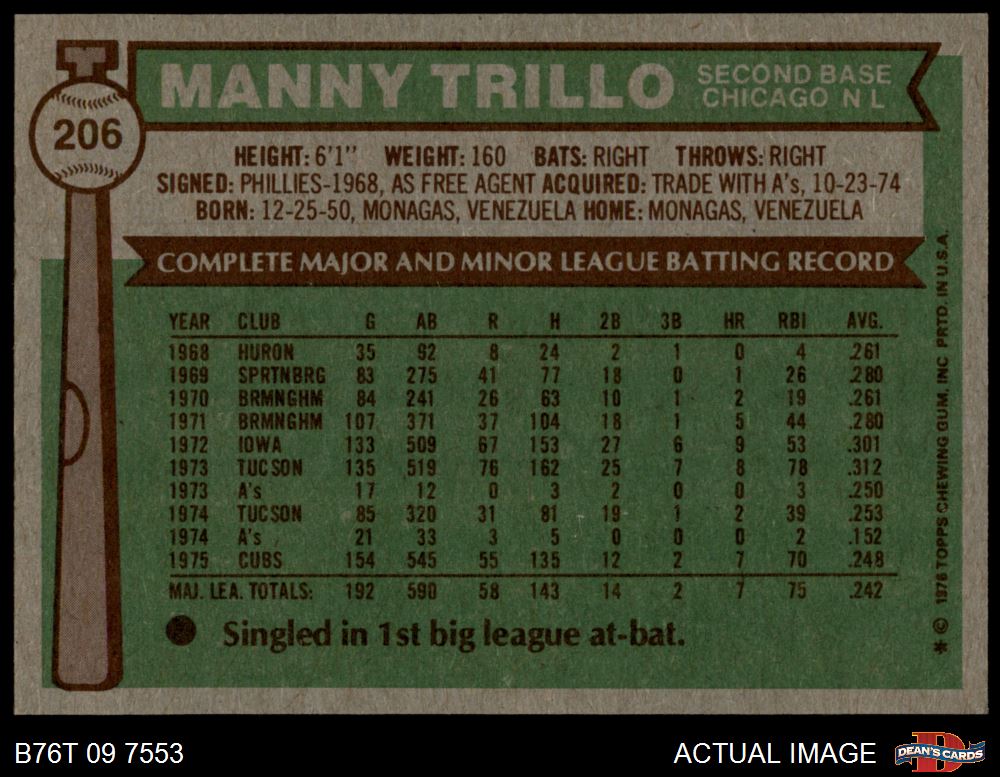 206
MANNY TRILLO
SECOND BASE
CHICAGO N L
HEIGHT: 6'1" WEIGHT: 160 BATS: RIGHT THROWS: RIGHT
SIGNED: PHILLIES-1968, AS FREE AGENT ACQUIRED: TRADE WITH A's, 10-23-74
BORN: 12-25-50, MONAGAS, VENEZUELA HOME: MONAGAS, VENEZUELA
COMPLETE MAJOR AND MINOR LEAGUE BATTING RECORD
YEAR CLUB G AB R H 2B 3B HR RBI AVG.
1968 HURON 35 92 8 24 2 1 0 4 .261
1969 SPRTNBRG 83 275 41 77 18 0 1 26 .280
1970 BRMNGHM 84 241 26 63 10 1 2 19 .261
1971 BRMNGHM 107 371 37 104 18 1 5 44 .280
1972 IOWA 133 509 67 153 27 6 9 53 .301
1973 TUCSON 135 519 76 162 25 7 8 78 .312
1973 A's 17 12 0 3 2 0 0 3 .250
1974 TUCSON 85 320 31 81 19 1 2 39 .253
1974 A's 21 33 3 5 0 0 0 2 .152
1975 CUBS 154 545 55 135 12 2 7 70 .248
MAJ. LEA. TOTALS: 192 590 58 143 14 2 7 75 .242
Singled in 1st big league at-bat.
* © 1976 TOPPS CHEWING GUM, INC. PRTD. IN U.S.A.
B76T 09 7553
ACTUAL IMAGE
DEAN'S CARDS